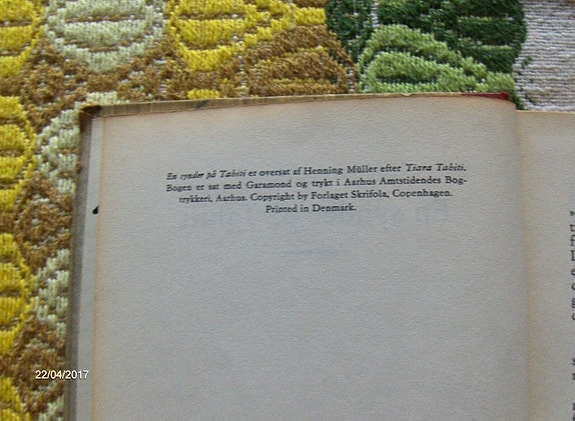 En synder på Tahiti er oversat af Henning Müller efter Tiara Tahiti.
Bogen er sat med Garamond og trykt i Aarhus Amtstidendes Bog-
trykkeri, Aarhus. Copyright by Forlaget Skrifola, Copenhagen.
Printed in Denmark.
22/04/2017